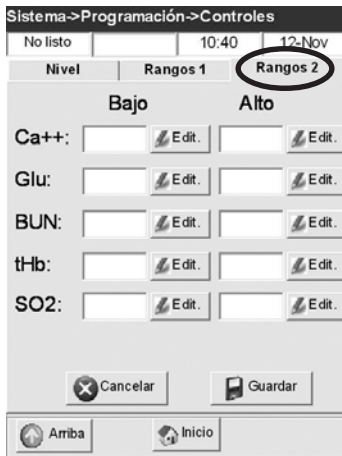 Sistema->Programación->Controles
No listo 10:40 12-Nov
Nivel Rangos 1 Rangos 2
Bajo Alto
Ca++: Edit. Edit.
Glu: Edit. Edit.
BUN: Edit. Edit.
tHb: Edit. Edit.
SO2: Edit. Edit.
Cancelar Guardar
Arriba Inicio